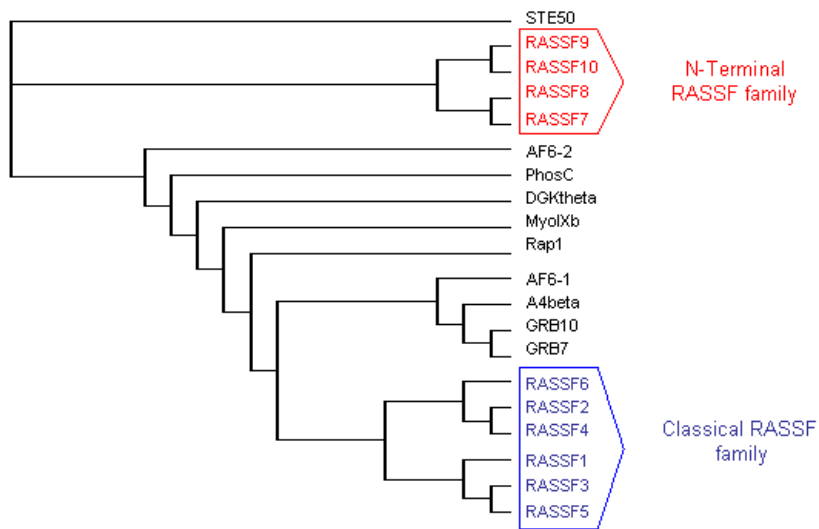 STE50
RASSF9
RASSF10
RASSF8
RASSF7
N-Terminal
RASSF family
AF6-2
PhosC
DGKtheta
MyoIXb
Rap1
AF6-1
A4beta
GRB10
GRB7
RASSF6
RASSF2
RASSF4
RASSF1
RASSF3
RASSF5
Classical RASSF
family